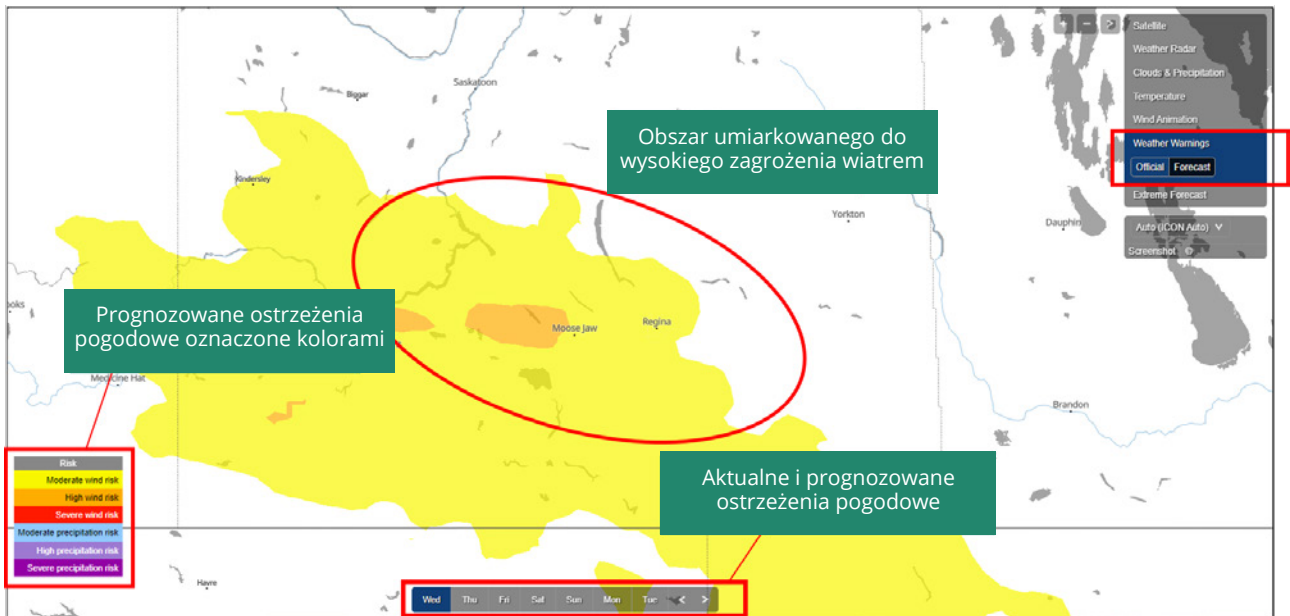 Satellite
Weather Radar
Clouds & Precipitation
Temperature
Wind Animation
Weather Warnings
Official Forecast
Extreme Forecast
Auto (ICON Auto)
Screenshot
Saskatoon
Biggar
Obszar umiarkowanego do
wysokiego zagrożenia wiatrem
Kindersley
Yorkton
Dauphin
Prognozowane ostrzeżenia
pogodowe oznaczone kolorami
Moose Jaw
Regina
Medicine Hat
Brandon
Risk
Moderate wind risk
High wind risk
Severe wind risk
Moderate precipitation risk
High precipitation risk
Severe precipitation risk
Aktualne i prognozowane
ostrzeżenia pogodowe
Havre
Wed Thu Fri Sat Sun Mon Tue < >